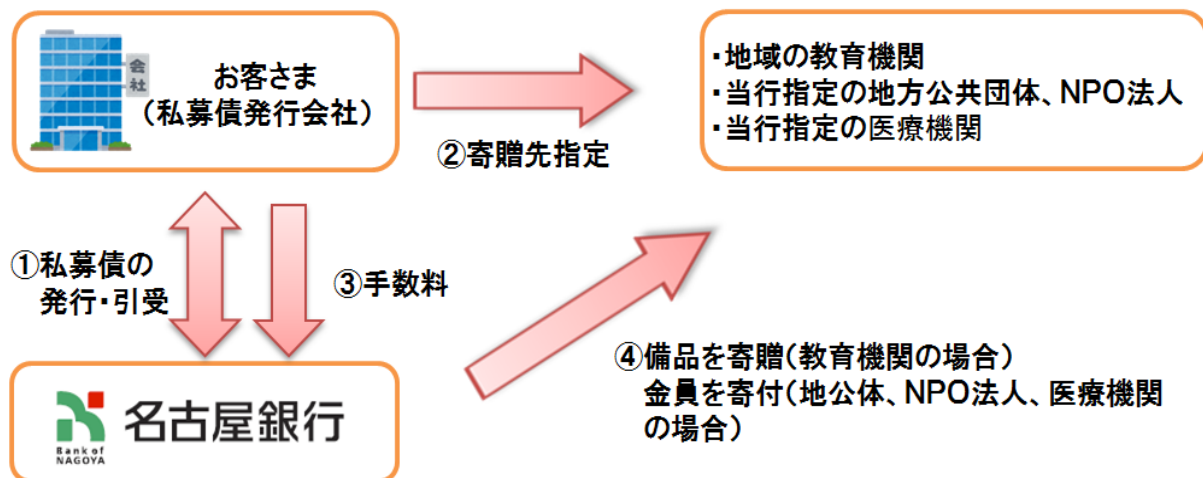 会
社
お客さま
（私募債発行会社）
②寄贈先指定
・地域の教育機関
・当行指定の地方公共団体、NPO法人
・当行指定の医療機関
①私募債の
発行・引受
③手数料
④備品を寄贈（教育機関の場合）
金員を寄付（地公体、NPO法人、医療機関
の場合）
Bank of
NAGOYA
名古屋銀行